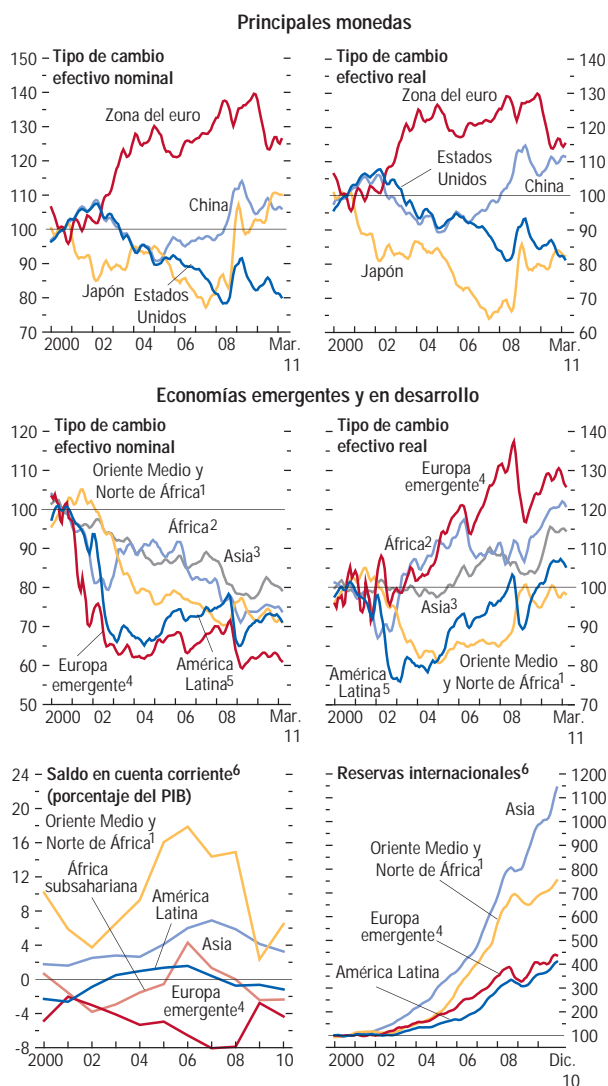 Principales monedas
Tipo de cambio
efectivo nominal
150
140
130
120
110
100
90
80
70
Zona del euro
China
Japón
Estados
Unidos
2000 02 04 06 08 Mar.
11
Tipo de cambio
efectivo real
140
130
120
110
100
90
80
70
60
Zona del euro
Estados
Unidos
China
Japón
2000 02 04 06 08 Mar.
11
Economías emergentes y en desarrollo
Tipo de cambio
efectivo nominal
120
110
100
90
80
70
60
50
Oriente Medio y
Norte de África1
África2
Asia3
Europa
emergente4
América
Latina5
2000 02 04 06 08 Mar.
11
Tipo de cambio
efectivo real
140
130
120
110
100
90
80
70
Europa
emergente4
África2
Asia3
América
Latina5
Oriente Medio
y Norte de África1
2000 02 04 06 08 Mar.
11
Saldo en cuenta corriente6
(porcentaje del PIB)
24
20
16
12
8
4
0
-4
-8
Oriente Medio y
Norte de África1
África
subsahariana
América
Latina
Asia
Europa
emergente4
2000 02 04 06 08 10
Reservas internacionales6
1200
1100
1000
900
800
700
600
500
400
300
200
100
Asia
Oriente Medio y
Norte de África1
Europa
emergente4
América Latina
2000 02 04 06 08 Dic.
10